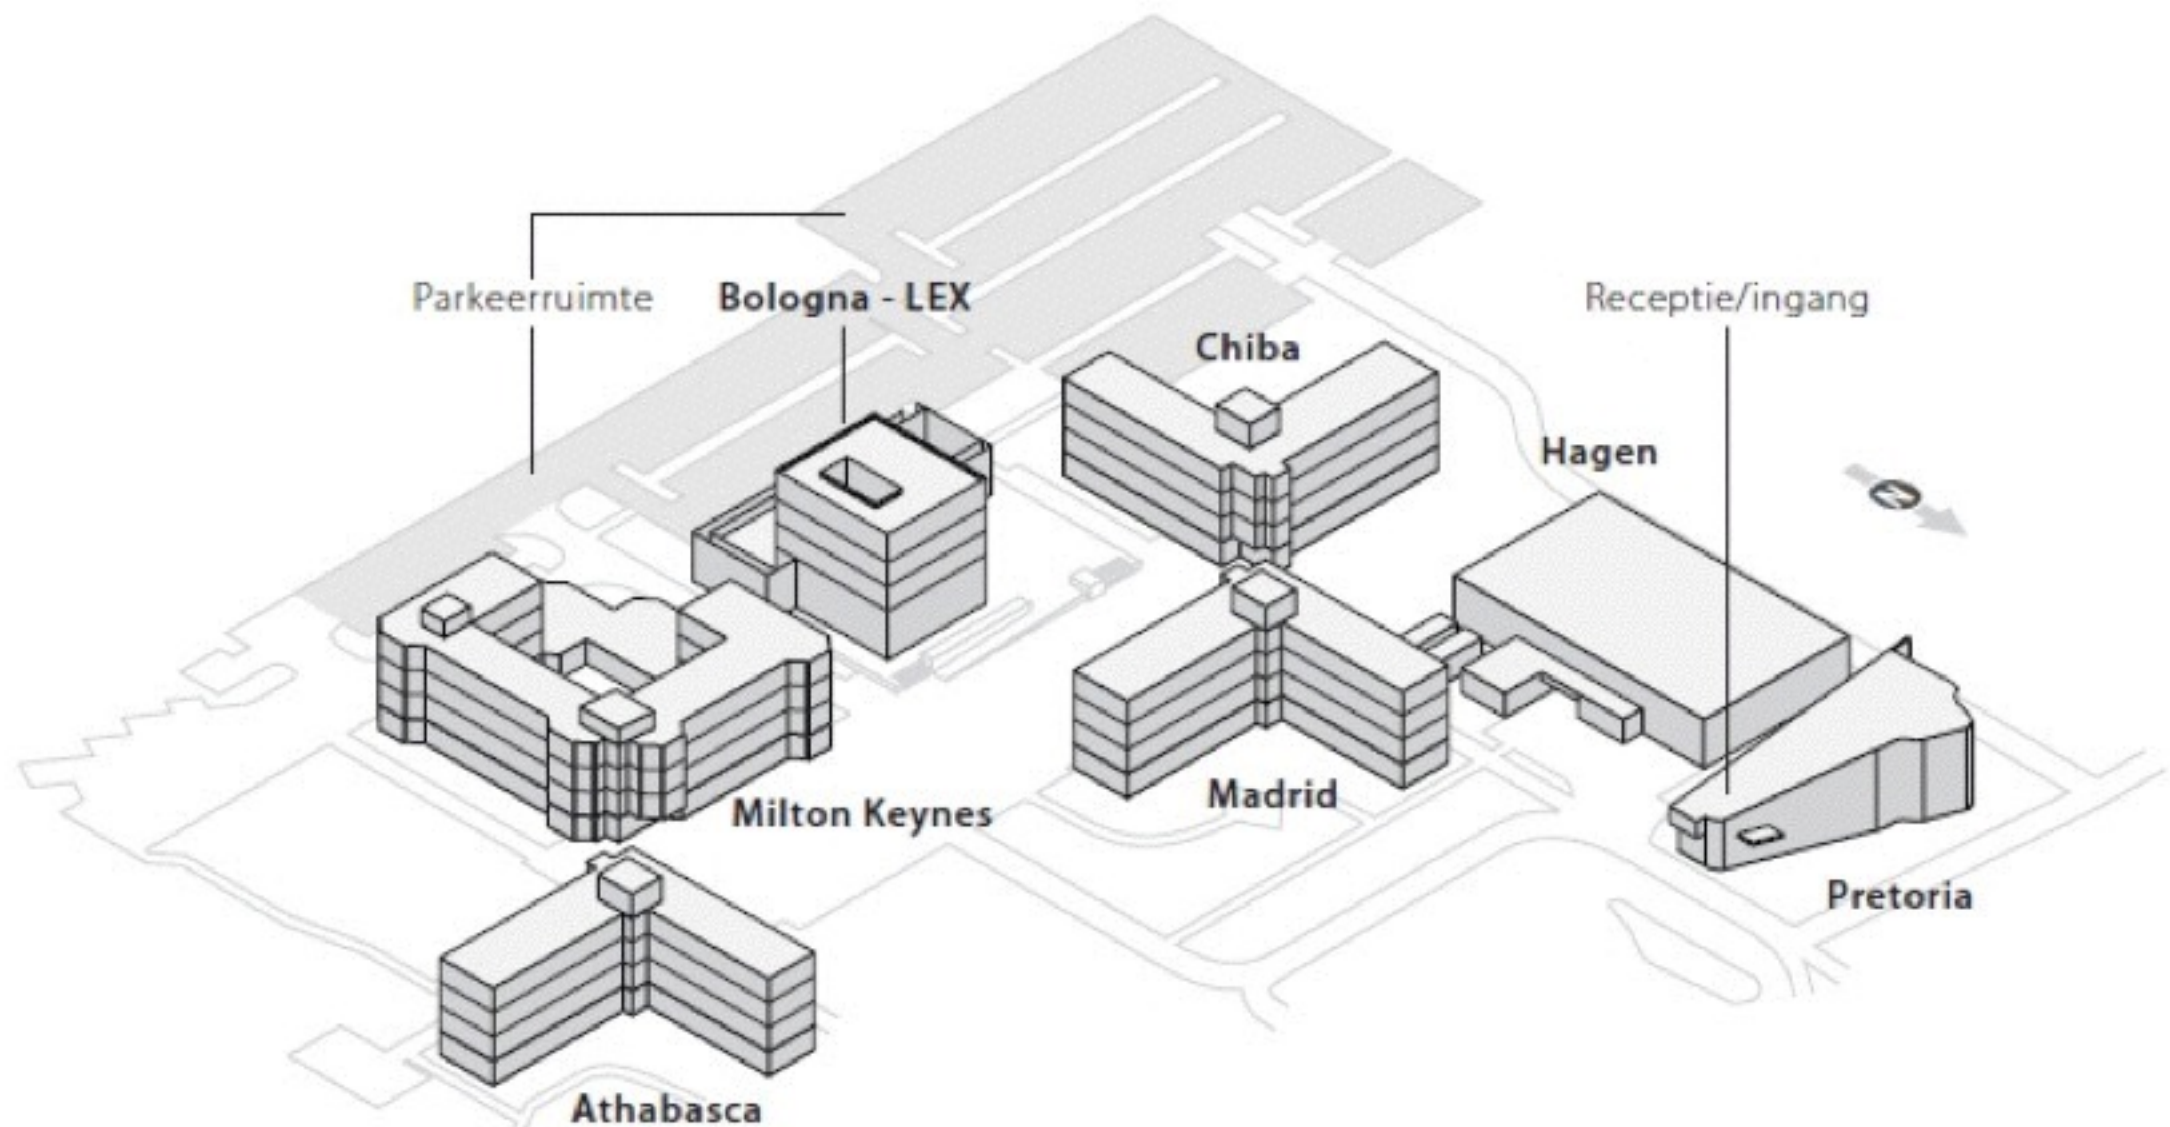 Parkeerruimte
Bologna - LEX
Receptie/ingang
Chiba
Hagen
N
Milton Keynes
Madrid
Pretoria
Athabasca